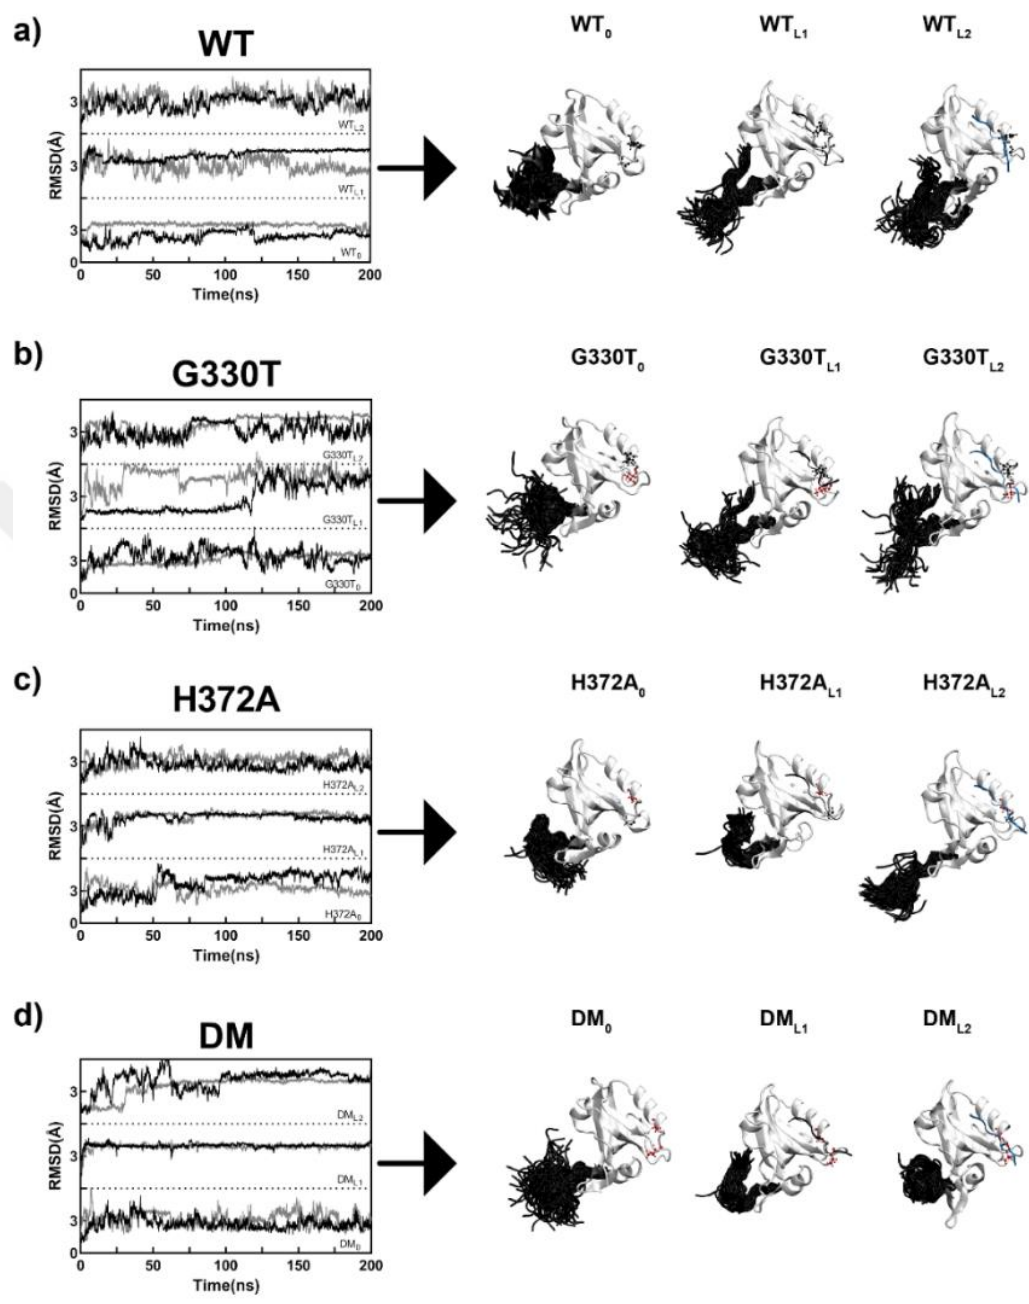 a)
WT
WT0
WTL1
WTL2
RMSD(Å)
3
WTL2
3
WTL1
3
WT0
0
0 50 100 150 200
Time(ns)
b)
G330T
G330T0
G330TL1
G330TL2
RMSD(Å)
3
G330TL2
3
G330TL1
3
G330T0
0
0 50 100 150 200
Time(ns)
c)
H372A
H372A0
H372AL1
H372AL2
RMSD(Å)
3
H372AL2
3
H372AL1
3
H372A0
0
0 50 100 150 200
Time(ns)
d)
DM
DM0
DML1
DML2
RMSD(Å)
3
DML2
3
DML1
3
DM0
0
0 50 100 150 200
Time(ns)